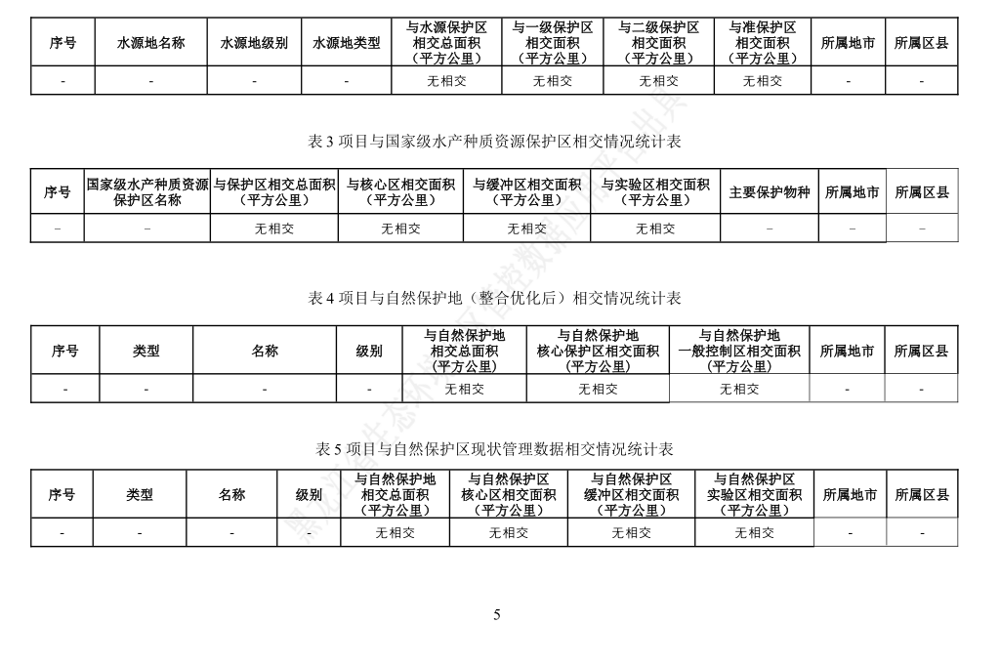 序号 水源地名称 水源地级别 水源地类型 与水源保护区相交总面积（平方公里） 与一级保护区相交面积（平方公里） 与二级保护区相交面积（平方公里） 与准保护区相交面积（平方公里） 所属地市 所属区县
- - - - 无相交 无相交 无相交 无相交 - -
表 3 项目与国家级水产种质资源保护区相交情况统计表
序号 国家级水产种质资源保护区名称 与保护区相交总面积（平方公里） 与核心区相交面积（平方公里） 与缓冲区相交面积（平方公里） 与实验区相交面积（平方公里） 主要保护物种 所属地市 所属区县
– – 无相交 无相交 无相交 无相交 – – –
表 4 项目与自然保护地（整合优化后）相交情况统计表
序号 类型 名称 级别 与自然保护地相交总面积(平方公里) 与自然保护地核心保护区相交面积(平方公里) 与自然保护地一般控制区相交面积(平方公里) 所属地市 所属区县
- - - - 无相交 无相交 无相交 - -
表 5 项目与自然保护区现状管理数据相交情况统计表
序号 类型 名称 级别 与自然保护地相交总面积（平方公里） 与自然保护区核心区相交面积（平方公里） 与自然保护区缓冲区相交面积（平方公里） 与自然保护区实验区相交面积（平方公里） 所属地市 所属区县
- - - - 无相交 无相交 无相交 无相交 - -
5